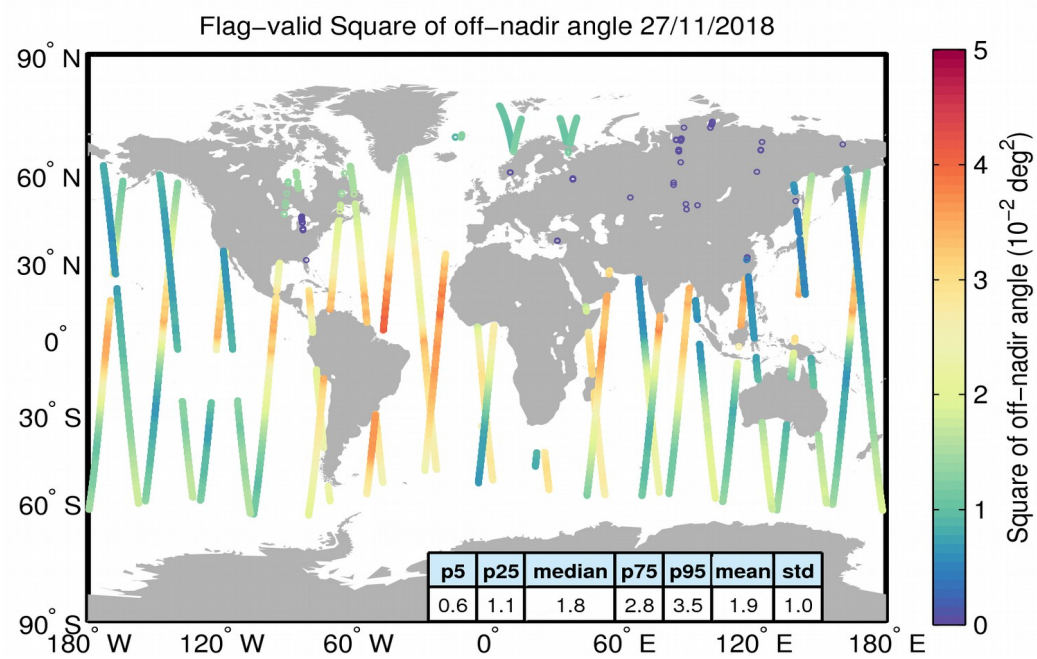 Flag−valid Square of off−nadir angle 27/11/2018
90° N
60° N
30° N
0°
30° S
60° S
90° S
180° W
120° W
60° W
0°
60° E
120° E
180° E
p5 p25 median p75 p95 mean std
0.6 1.1 1.8 2.8 3.5 1.9 1.0
5
4
3
2
1
0
Square of off−nadir angle (10⁻² deg²)